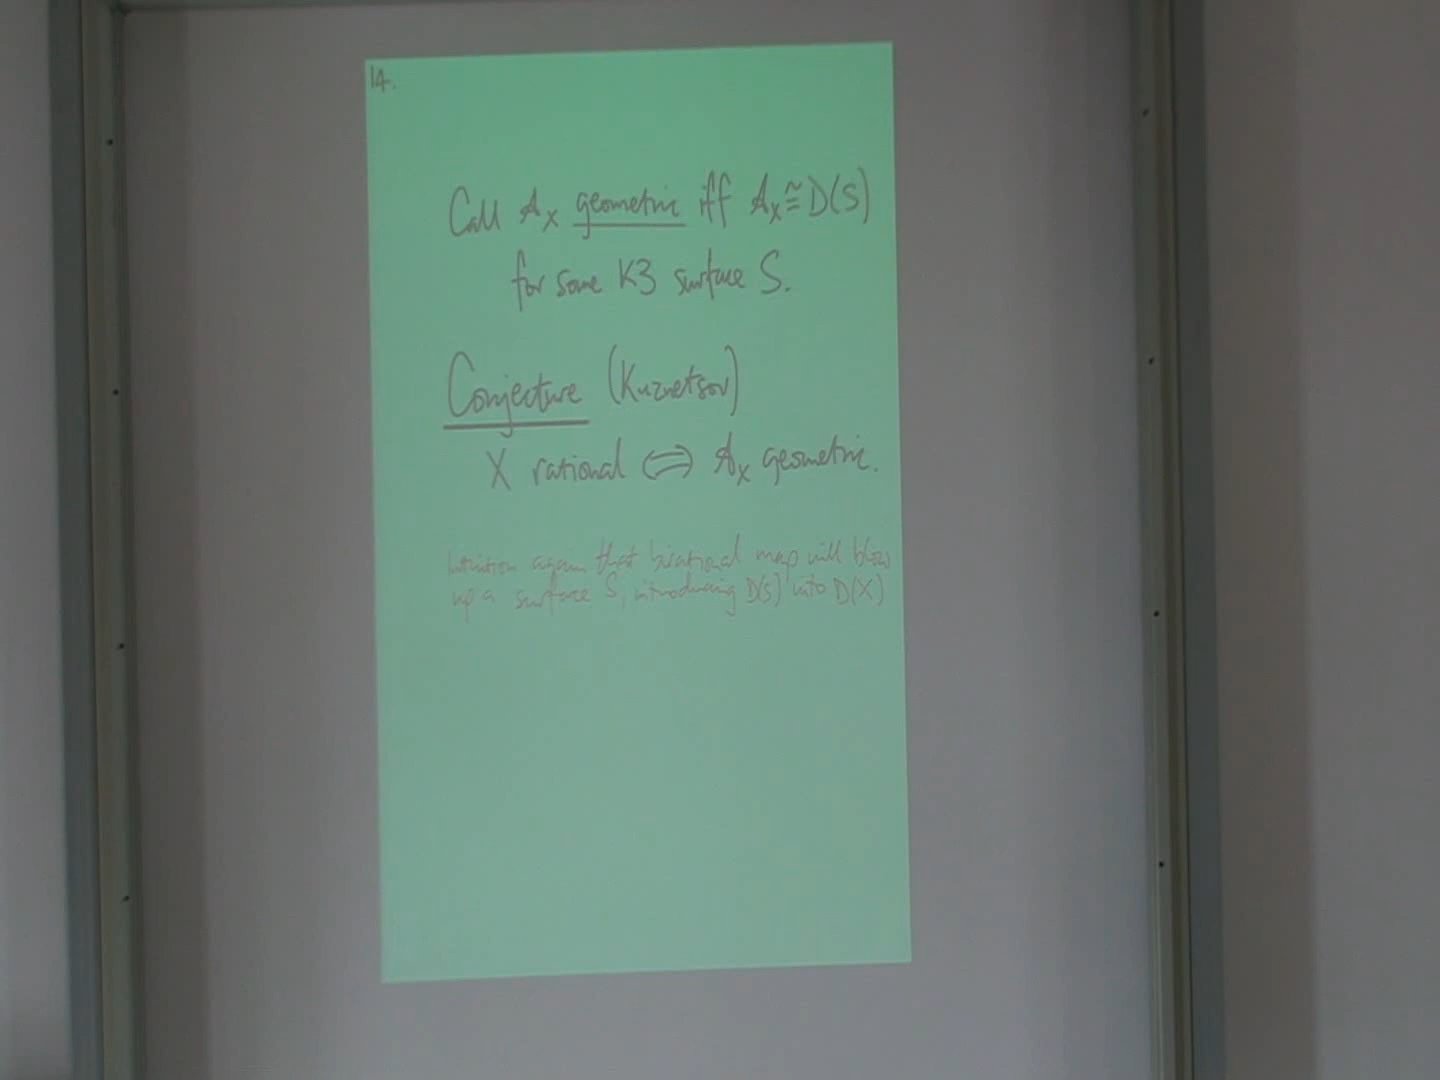 14.
Call 𝒜_X geometric iff 𝒜_X ≅ D(S)
for some K3 surface S.
Conjecture (Kuznetsov)
X rational ⟺ 𝒜_X geometric.
Intuition again that birational map will blow
up a surface S, introducing D(S) into D(X)